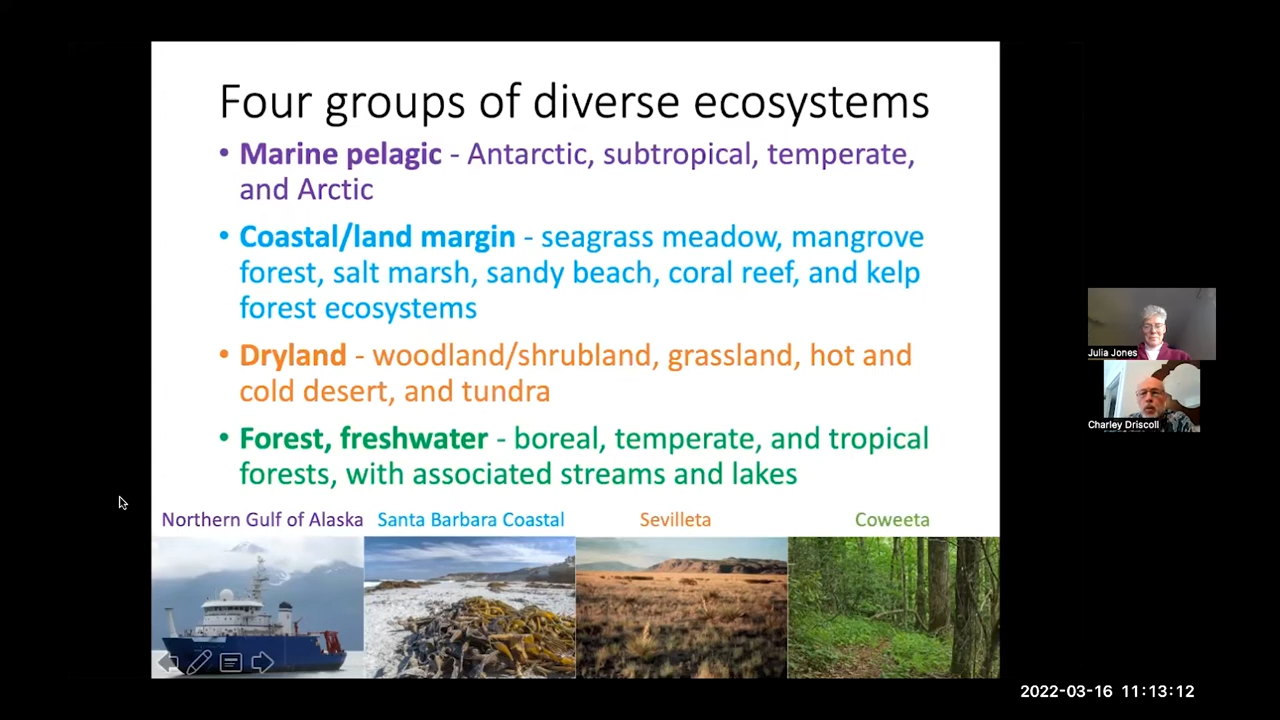 Four groups of diverse ecosystems
• Marine pelagic - Antarctic, subtropical, temperate,
and Arctic
• Coastal/land margin - seagrass meadow, mangrove
forest, salt marsh, sandy beach, coral reef, and kelp
forest ecosystems
• Dryland - woodland/shrubland, grassland, hot and
cold desert, and tundra
• Forest, freshwater - boreal, temperate, and tropical
forests, with associated streams and lakes
Northern Gulf of Alaska Santa Barbara Coastal Sevilleta Coweeta
Julia Jones
Charley Driscoll
2022-03-16 11:13:12